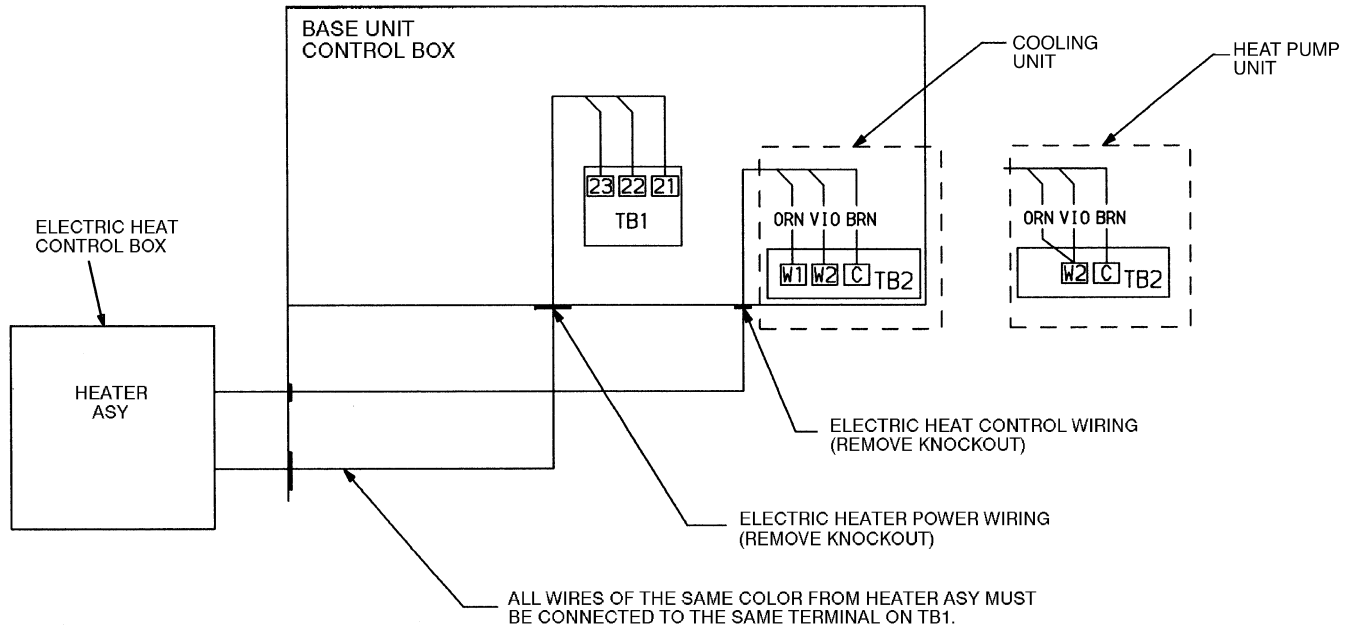 BASE UNIT
CONTROL BOX
COOLING
UNIT
HEAT PUMP
UNIT
23 22 21
TB1
ORN VIO BRN
W1 W2 C TB2
ORN VIO BRN
W2 C TB2
ELECTRIC HEAT
CONTROL BOX
HEATER
ASY
ELECTRIC HEAT CONTROL WIRING
(REMOVE KNOCKOUT)
ELECTRIC HEATER POWER WIRING
(REMOVE KNOCKOUT)
ALL WIRES OF THE SAME COLOR FROM HEATER ASY MUST
BE CONNECTED TO THE SAME TERMINAL ON TB1.